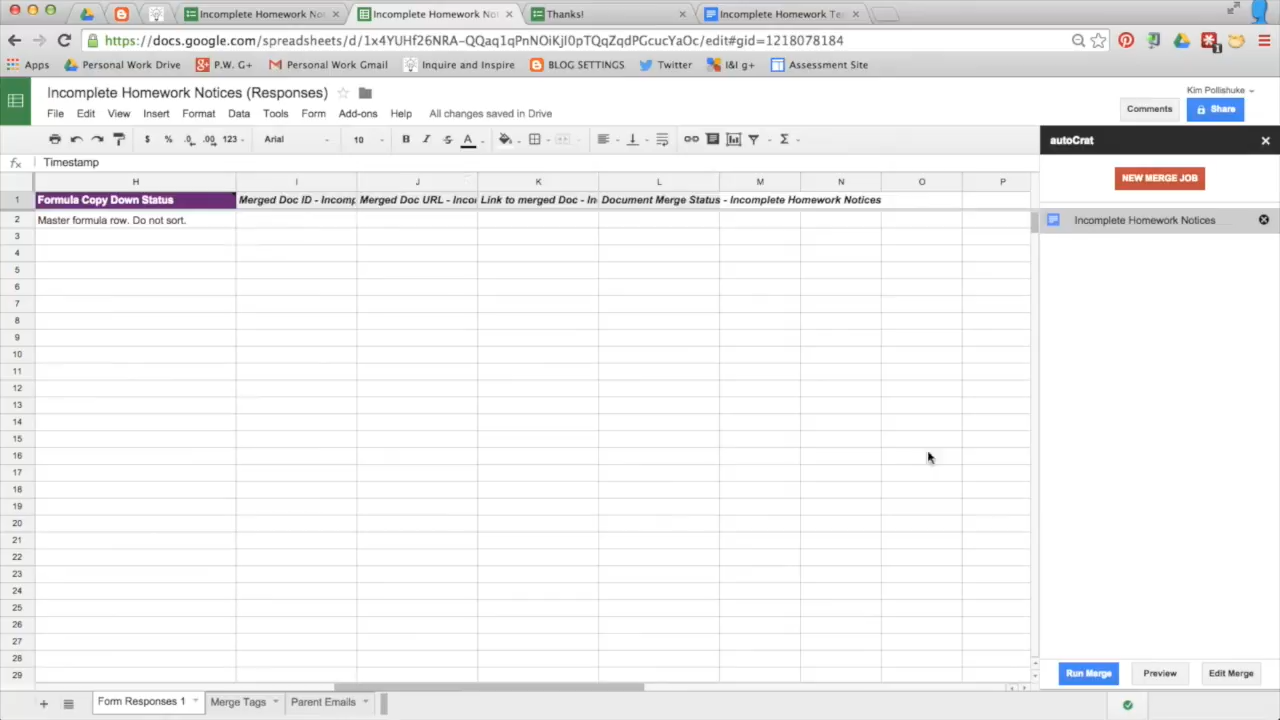 Incomplete Homework No
Incomplete Homework No
Thanks!
Incomplete Homework Te
https://docs.google.com/spreadsheets/d/1x4YUHf26NRA-QQaq1qPnNOiKjI0pTQqZqdPGcucYaOc/edit#gid=1218078184
Apps Personal Work Drive P.W. G+ Personal Work Gmail Inquire and Inspire BLOG SETTINGS Twitter I&I g+ Assessment Site
Incomplete Homework Notices (Responses)
Kim Pollishuke
File Edit View Insert Format Data Tools Form Add-ons Help All changes saved in Drive
Comments Share
$ % .0 .00 123 Arial 10 B I S A Σ
autoCrat
fx Timestamp
NEW MERGE JOB
H I J K L M N O P
1 Formula Copy Down Status Merged Doc ID - Incomp Merged Doc URL - Incom Link to merged Doc - In Document Merge Status - Incomplete Homework Notices
2 Master formula row. Do not sort.
Incomplete Homework Notices
3
4
5
6
7
8
9
10
11
12
13
14
15
16
17
18
19
20
21
22
23
24
25
26
27
28
29
Run Merge Preview Edit Merge
Form Responses 1 Merge Tags Parent Emails